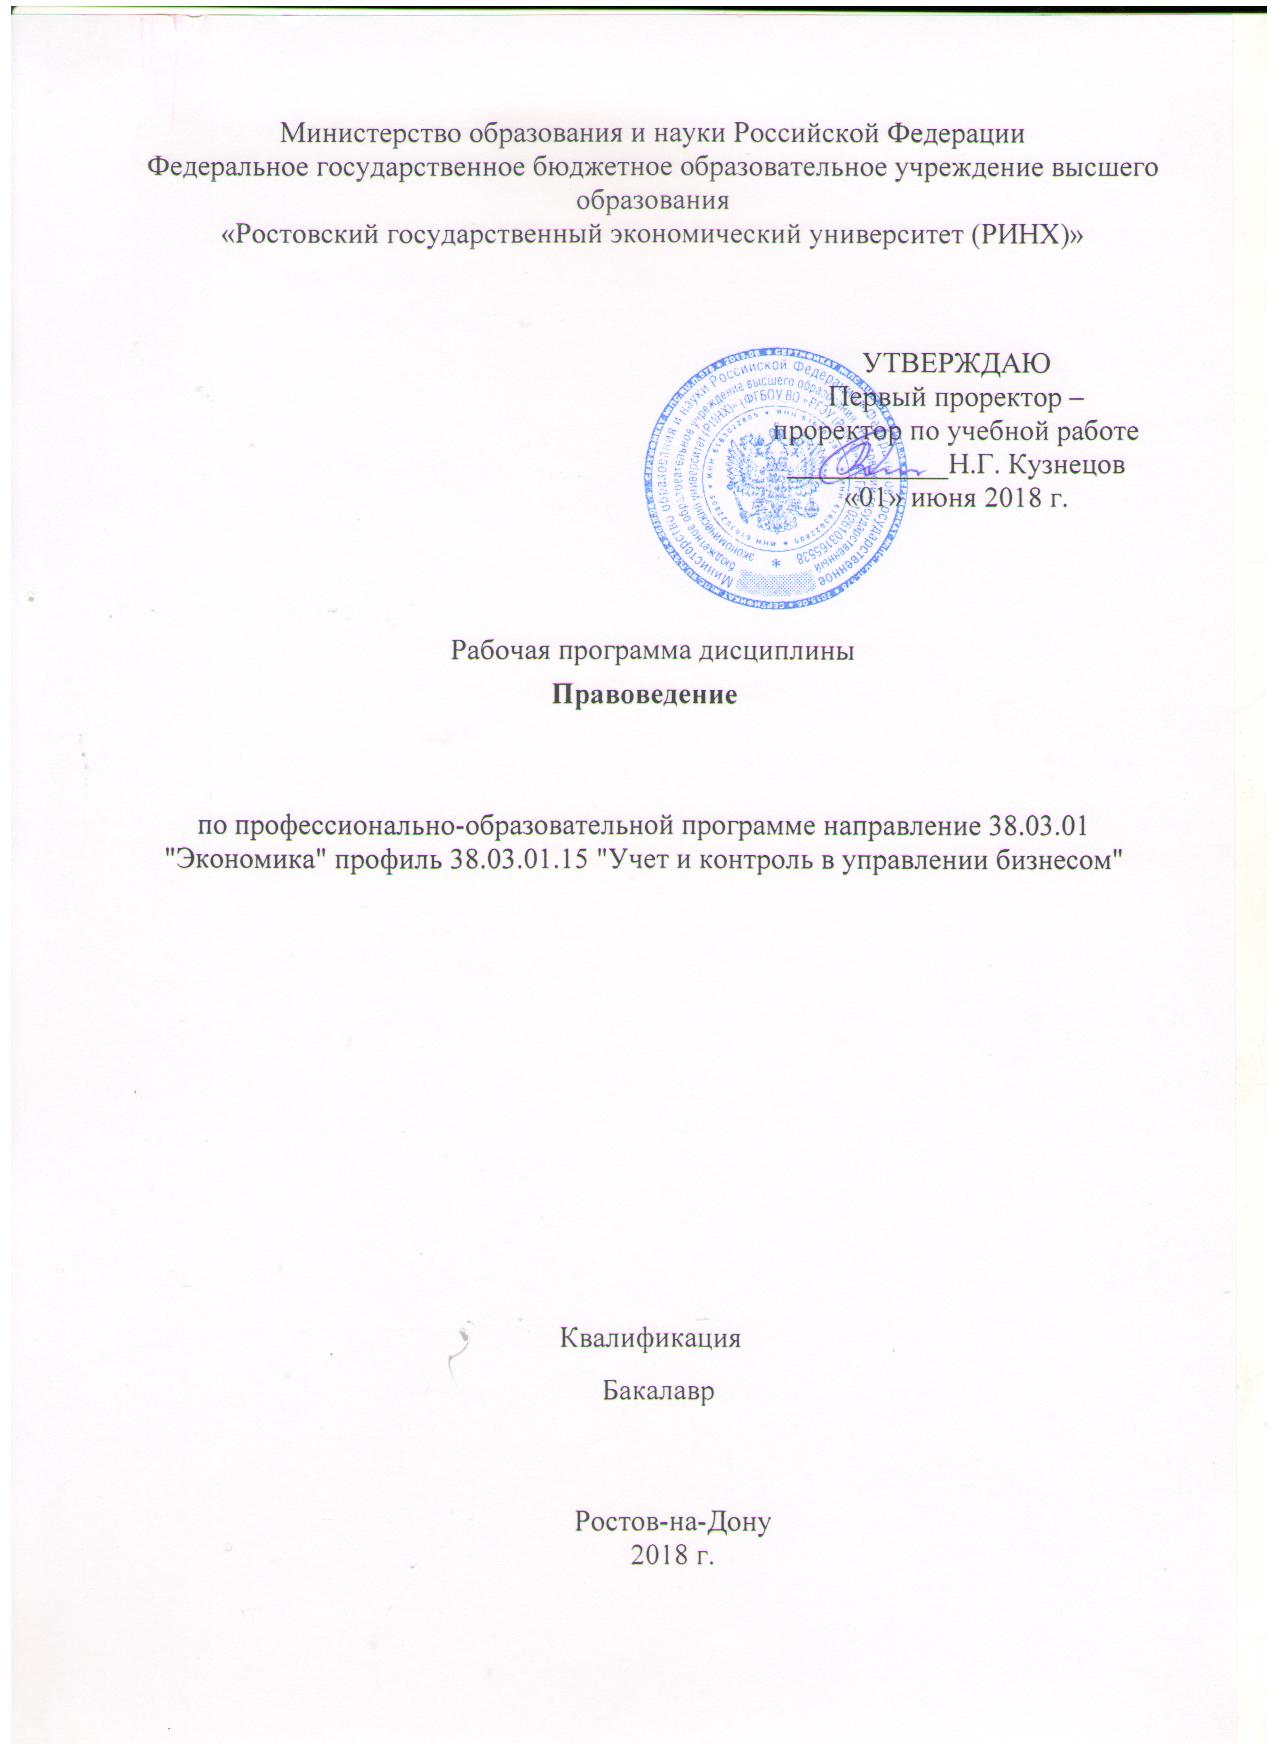 Министерство образования и науки Российской Федерации
Федеральное государственное бюджетное образовательное учреждение высшего
образования
«Ростовский государственный экономический университет (РИНХ)»
УТВЕРЖДАЮ
Первый проректор –
проректор по учебной работе
____________Н.Г. Кузнецов
«01» июня 2018 г.
Рабочая программа дисциплины
Правоведение
по профессионально-образовательной программе направление 38.03.01
"Экономика" профиль 38.03.01.15 "Учет и контроль в управлении бизнесом"
Квалификация
Бакалавр
Ростов-на-Дону
2018 г.